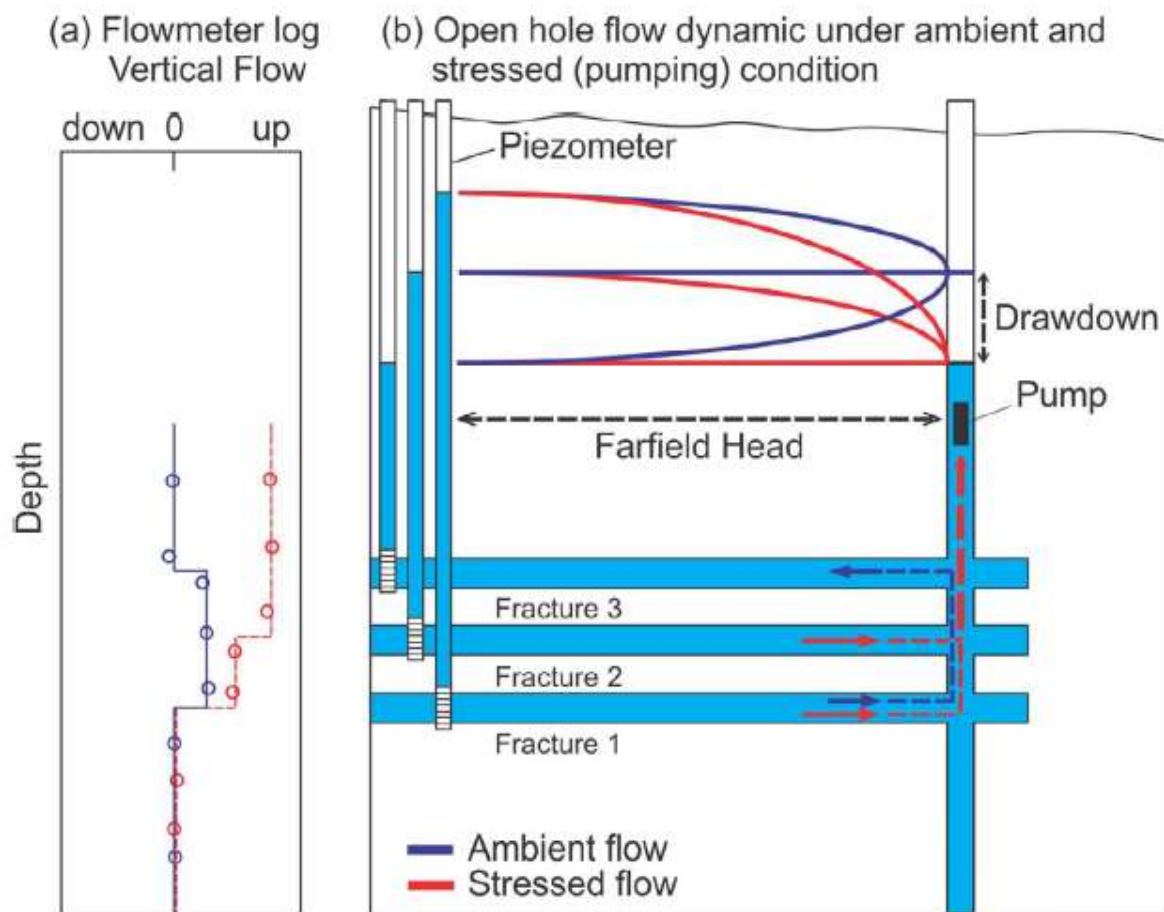 (a) Flowmeter log
Vertical Flow
(b) Open hole flow dynamic under ambient and
stressed (pumping) condition
down 0 up
Depth
Piezometer
Drawdown
Pump
Farfield Head
Fracture 3
Fracture 2
Fracture 1
Ambient flow
Stressed flow